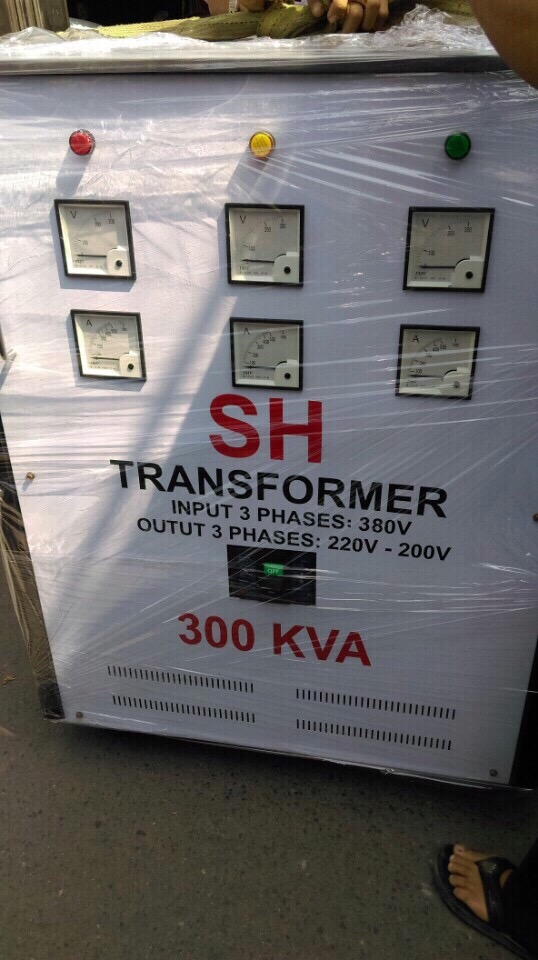 V
V
V
A
A
A
SH
TRANSFORMER
INPUT 3 PHASES: 380V
OUTUT 3 PHASES: 220V - 200V
OFF
300 KVA